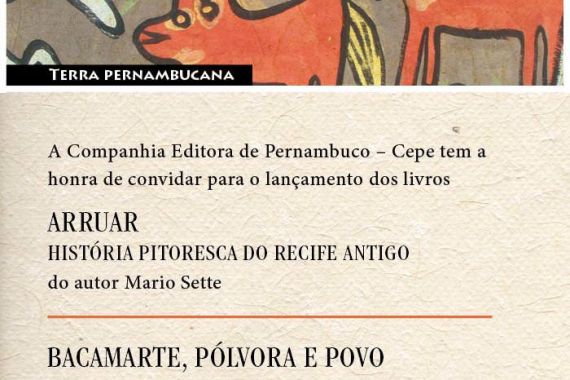 TERRA PERNAMBUCANA
A Companhia Editora de Pernambuco – Cepe tem a
honra de convidar para o lançamento dos livros
ARRUAR
HISTÓRIA PITORESCA DO RECIFE ANTIGO
do autor Mario Sette
BACAMARTE, PÓLVORA E POVO